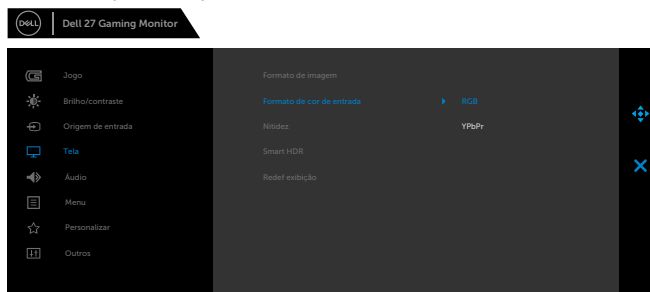 DELL
Dell 27 Gaming Monitor
Jogo
Formato de imagem
Brilho/contraste
Formato de cor de entrada
RGB
Origem de entrada
Nitidez
YPbPr
Tela
Smart HDR
Áudio
Redef exibição
Menu
Personalizar
Outros